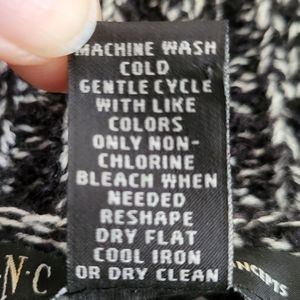 MACHINE WASH
COLD
GENTLE CYCLE
WITH LIKE
COLORS
ONLY NON-
CHLORINE
BLEACH WHEN
NEEDED
RESHAPE
DRY FLAT
COOL IRON
OR DRY CLEAN
N·C
NCEPTS